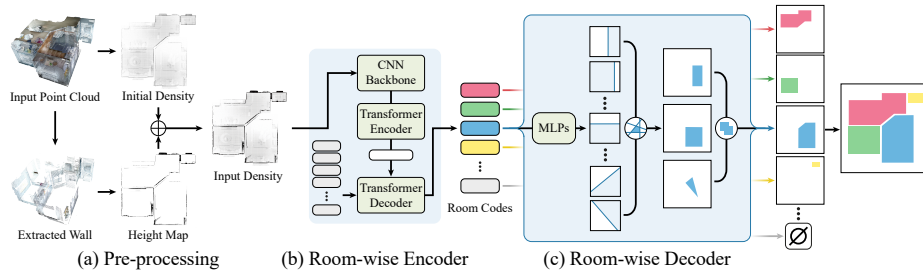 Input Point Cloud
Initial Density
Extracted Wall
Height Map
Input Density
(a) Pre-processing
CNN
Backbone
Transformer
Encoder
Transformer
Decoder
(b) Room-wise Encoder
Room Codes
MLPs
(c) Room-wise Decoder